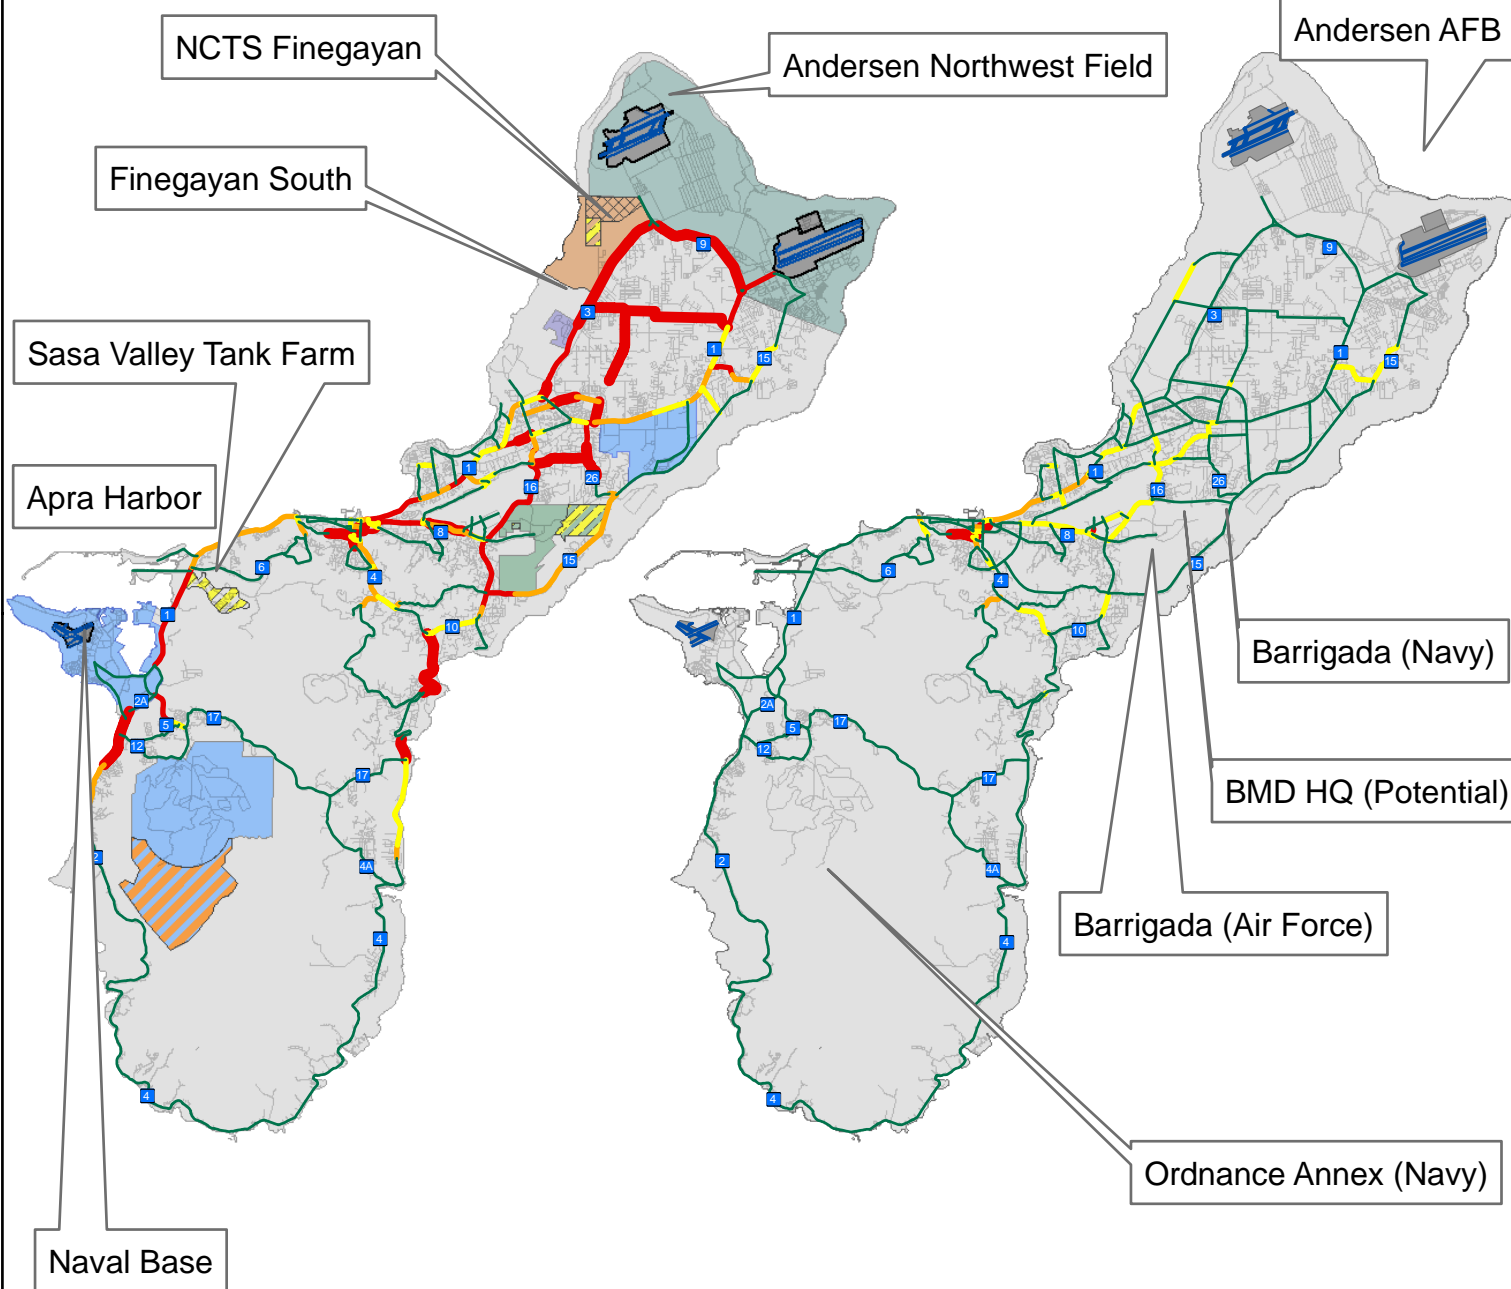 Andersen AFB
NCTS Finegayan
Andersen Northwest Field
Finegayan South
9
9
3
3
Sasa Valley Tank Farm
1
15
1
15
Apra Harbor
1
16
26
1
16
26
8
8
6
15
6
15
4
4
1
1
10
10
Barrigada (Navy)
2A
5
17
12
2A
5
17
12
17
17
BMD HQ (Potential)
2
4A
2
4A
Barrigada (Air Force)
4
4
4
4
Ordnance Annex (Navy)
Naval Base